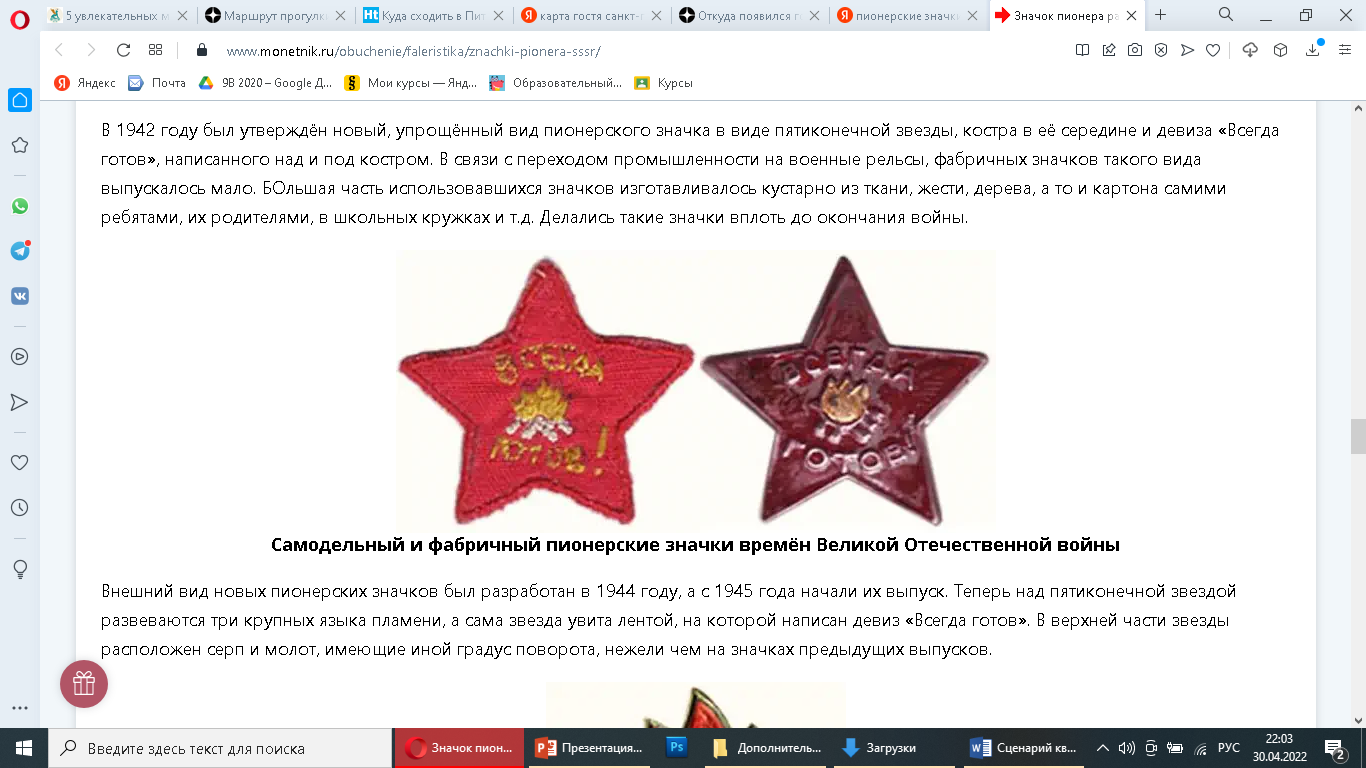 5 увлекательных м
Маршрут прогулк
Куда сходить в Пит
карта гостя санкт-г
Откуда появился п
пионерские значки
Значок пионера ра
www.monetnik.ru/obuchenie/faleristika/znachki-pionera-sssr/
Яндекс
Почта
9В 2020 – Google Д...
Мои курсы — Янд...
Образовательный...
Курсы
В 1942 году был утверждён новый, упрощённый вид пионерского значка в виде пятиконечной звезды, костра в её середине и девиза «Всегда
готов», написанного над и под костром. В связи с переходом промышленности на военные рельсы, фабричных значков такого вида
выпускалось мало. БОльшая часть использовавшихся значков изготавливалось кустарно из ткани, жести, дерева, а то и картона самими
ребятами, их родителями, в школьных кружках и т.д. Делались такие значки вплоть до окончания войны.
ВСЕГДА
ГОТОВ!
ВСЕГДА
ГОТОВ!
Самодельный и фабричный пионерские значки времён Великой Отечественной войны
Внешний вид новых пионерских значков был разработан в 1944 году, а с 1945 года начали их выпуск. Теперь над пятиконечной звездой
развеваются три крупных языка пламени, а сама звезда увита лентой, на которой написан девиз «Всегда готов». В верхней части звезды
расположен серп и молот, имеющие иной градус поворота, нежели чем на значках предыдущих выпусков.
Введите здесь текст для поиска
Значок пион...
Презентация...
Ps
Дополнитель...
Загрузки
Сценарий кв...
РУС
22:03
30.04.2022
2